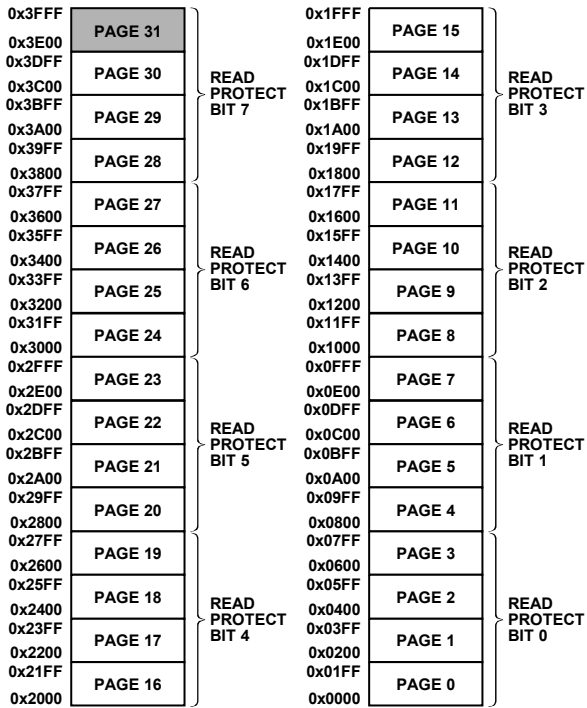 0x3FFF
PAGE 31
0x3E00
0x3DFF
PAGE 30
0x3C00
0x3BFF
PAGE 29
0x3A00
0x39FF
PAGE 28
0x3800
READ
PROTECT
BIT 7
0x37FF
PAGE 27
0x3600
0x35FF
PAGE 26
0x3400
0x33FF
PAGE 25
0x3200
0x31FF
PAGE 24
0x3000
READ
PROTECT
BIT 6
0x2FFF
PAGE 23
0x2E00
0x2DFF
PAGE 22
0x2C00
0x2BFF
PAGE 21
0x2A00
0x29FF
PAGE 20
0x2800
READ
PROTECT
BIT 5
0x27FF
PAGE 19
0x2600
0x25FF
PAGE 18
0x2400
0x23FF
PAGE 17
0x2200
0x21FF
PAGE 16
0x2000
READ
PROTECT
BIT 4
0x1FFF
PAGE 15
0x1E00
0x1DFF
PAGE 14
0x1C00
0x1BFF
PAGE 13
0x1A00
0x19FF
PAGE 12
0x1800
READ
PROTECT
BIT 3
0x17FF
PAGE 11
0x1600
0x15FF
PAGE 10
0x1400
0x13FF
PAGE 9
0x1200
0x11FF
PAGE 8
0x1000
READ
PROTECT
BIT 2
0x0FFF
PAGE 7
0x0E00
0x0DFF
PAGE 6
0x0C00
0x0BFF
PAGE 5
0x0A00
0x09FF
PAGE 4
0x0800
READ
PROTECT
BIT 1
0x07FF
PAGE 3
0x0600
0x05FF
PAGE 2
0x0400
0x03FF
PAGE 1
0x0200
0x01FF
PAGE 0
0x0000
READ
PROTECT
BIT 0